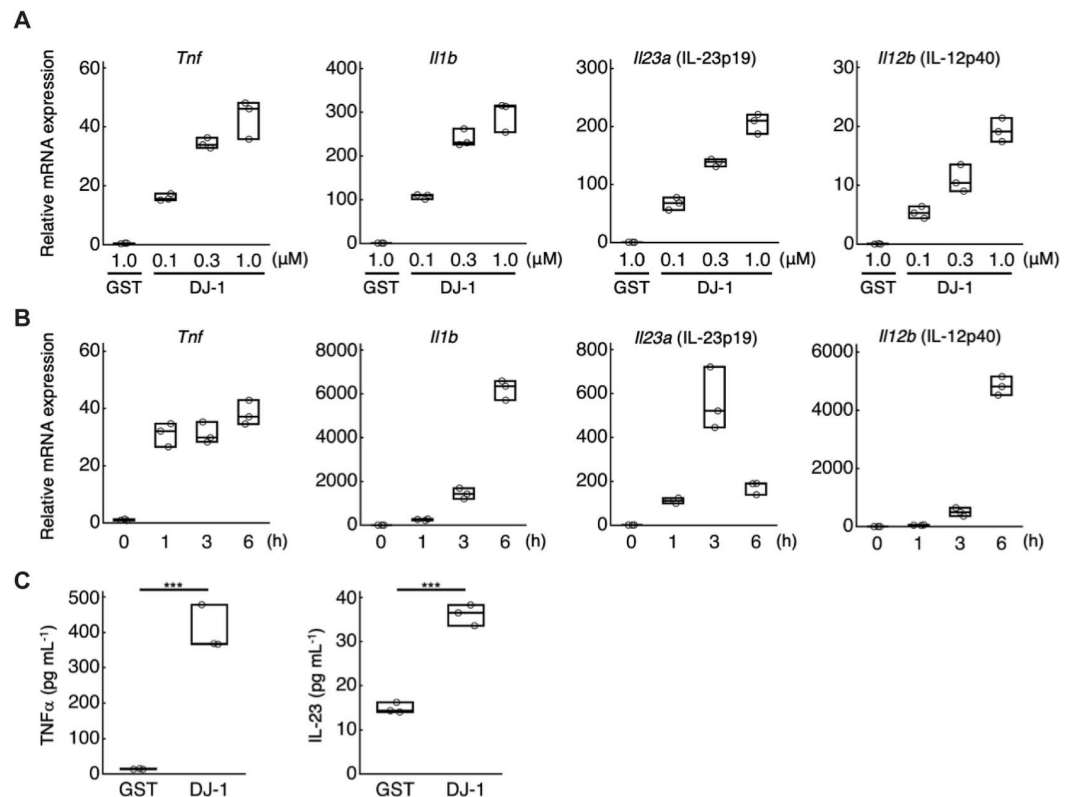 A
Tnf
Il1b
Il23a (IL-23p19)
Il12b (IL-12p40)
Relative mRNA expression
60
40
20
0
400
300
200
100
0
300
200
100
0
30
20
10
0
1.0 0.1 0.3 1.0 (μM)
GST DJ-1
1.0 0.1 0.3 1.0 (μM)
GST DJ-1
1.0 0.1 0.3 1.0 (μM)
GST DJ-1
1.0 0.1 0.3 1.0 (μM)
GST DJ-1
B
Tnf
Il1b
Il23a (IL-23p19)
Il12b (IL-12p40)
Relative mRNA expression
60
40
20
0
8000
6000
4000
2000
0
800
600
400
200
0
6000
4000
2000
0
0 1 3 6 (h)
0 1 3 6 (h)
0 1 3 6 (h)
0 1 3 6 (h)
C
TNFα (pg mL⁻¹)
500
400
300
200
100
0
***
GST DJ-1
IL-23 (pg mL⁻¹)
40
30
20
10
0
***
GST DJ-1